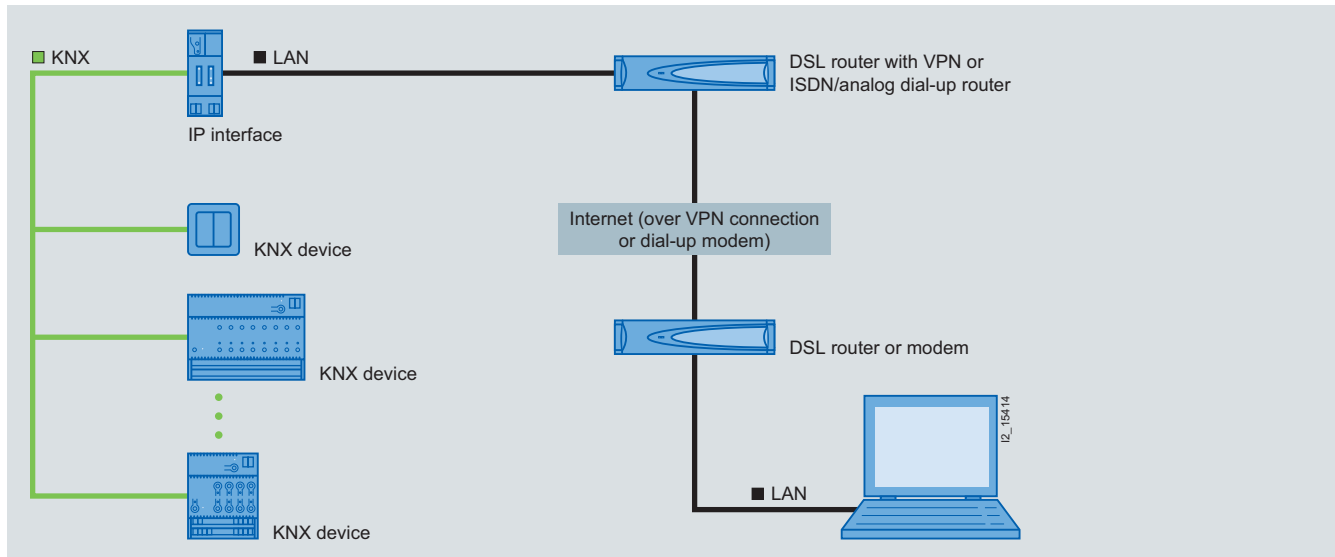 KNX
LAN
DSL router with VPN or
ISDN/analog dial-up router
IP interface
Internet (over VPN connection
or dial-up modem)
KNX device
KNX device
DSL router or modem
I2_15414
LAN
KNX device